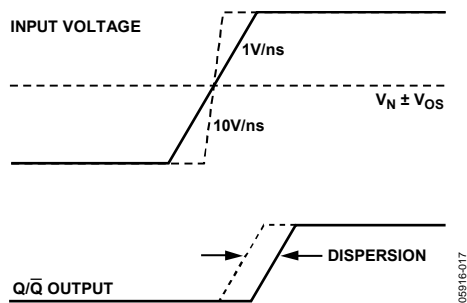 INPUT VOLTAGE
1V/ns
V_N ± V_OS
10V/ns
DISPERSION
Q/Q̅ OUTPUT
05916-017